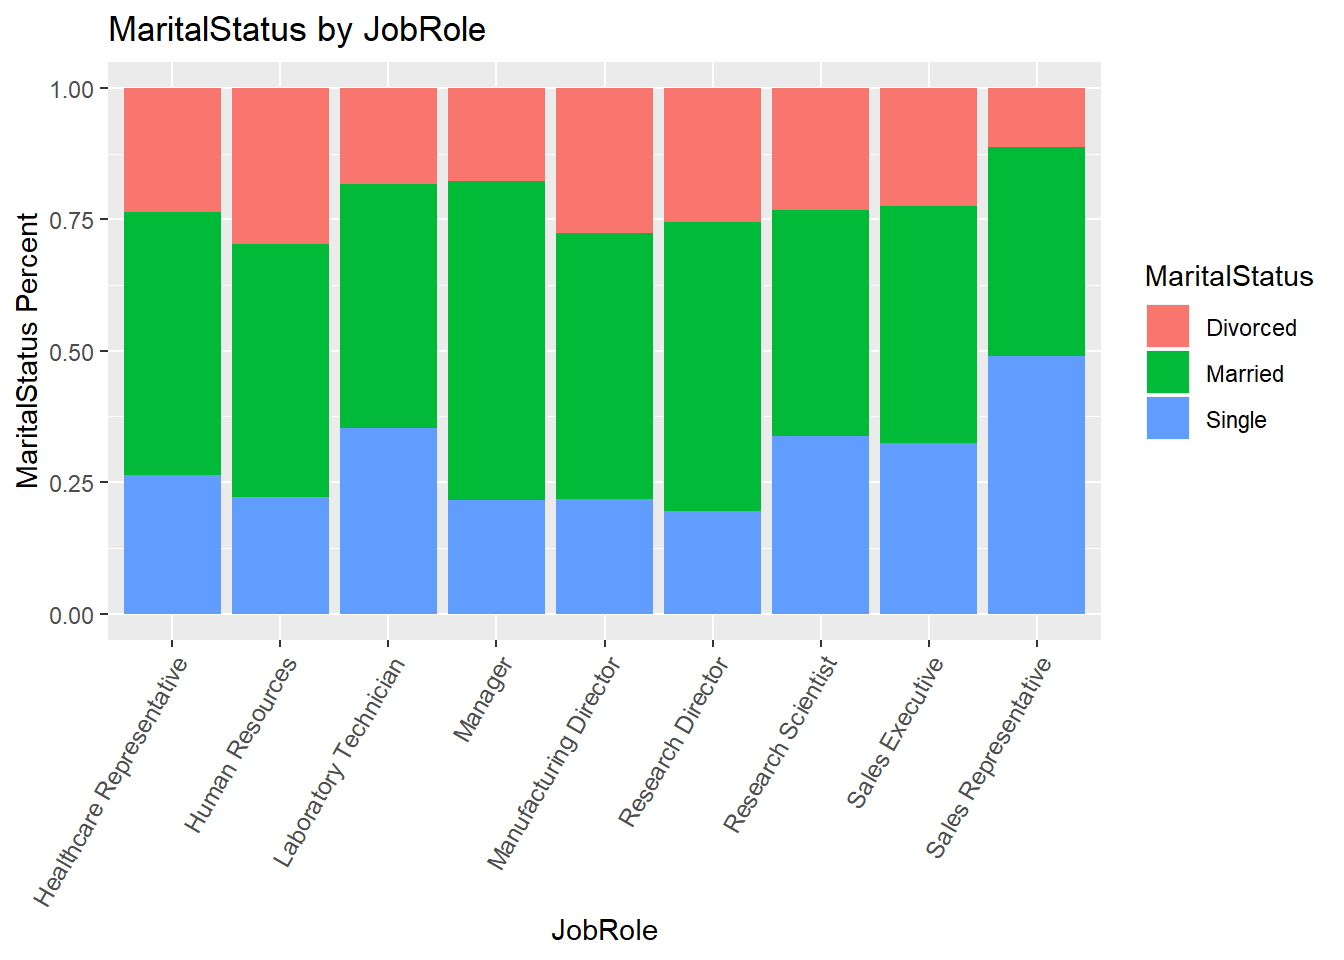 MaritalStatus by JobRole
MaritalStatus Percent
1.00
0.75
0.50
0.25
0.00
Healthcare Representative
Human Resources
Laboratory Technician
Manager
Manufacturing Director
Research Director
Research Scientist
Sales Executive
Sales Representative
JobRole
MaritalStatus
Divorced
Married
Single